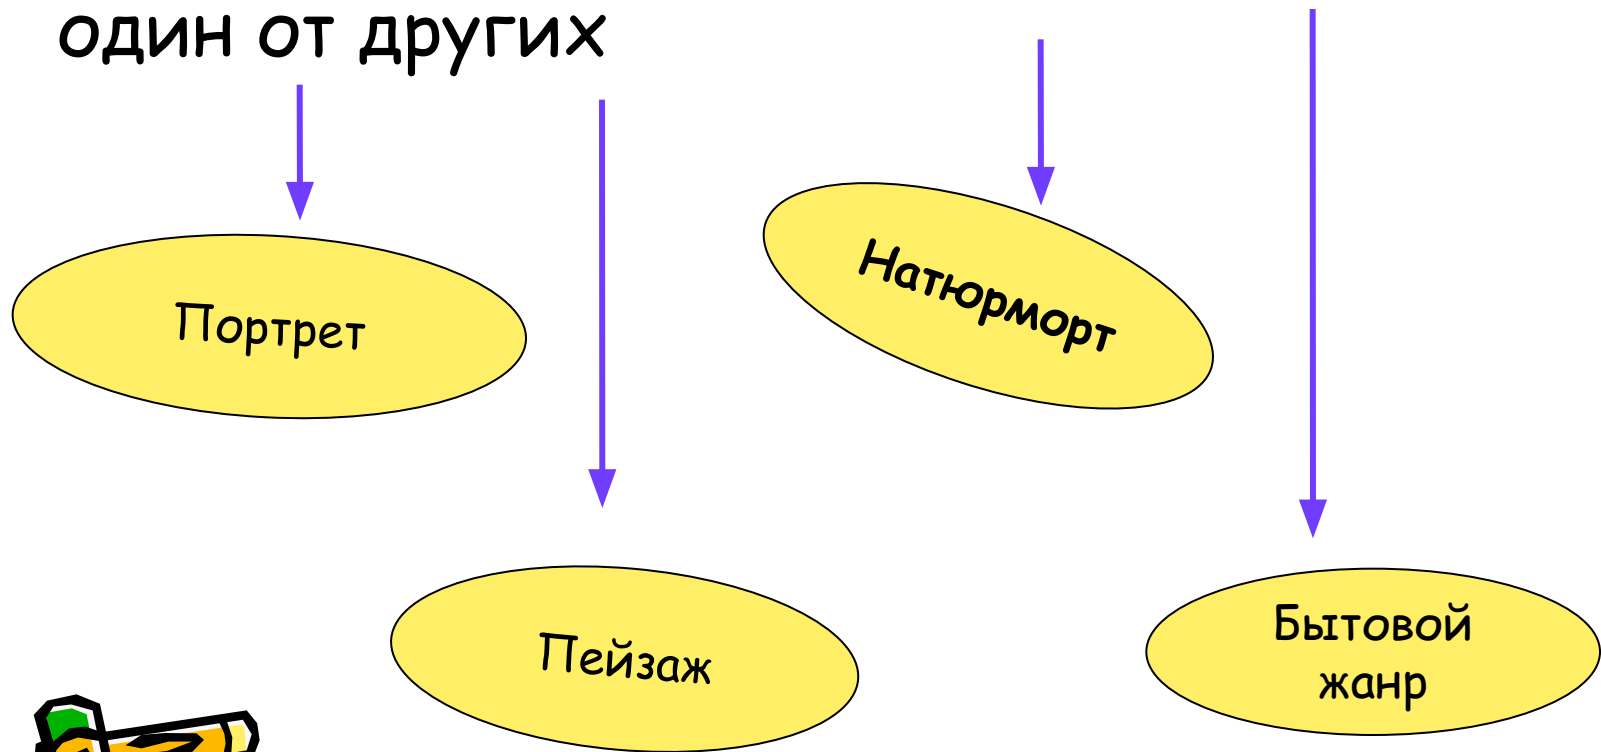 один от других
Портрет
Натюрморт
Пейзаж
Бытовой
жанр